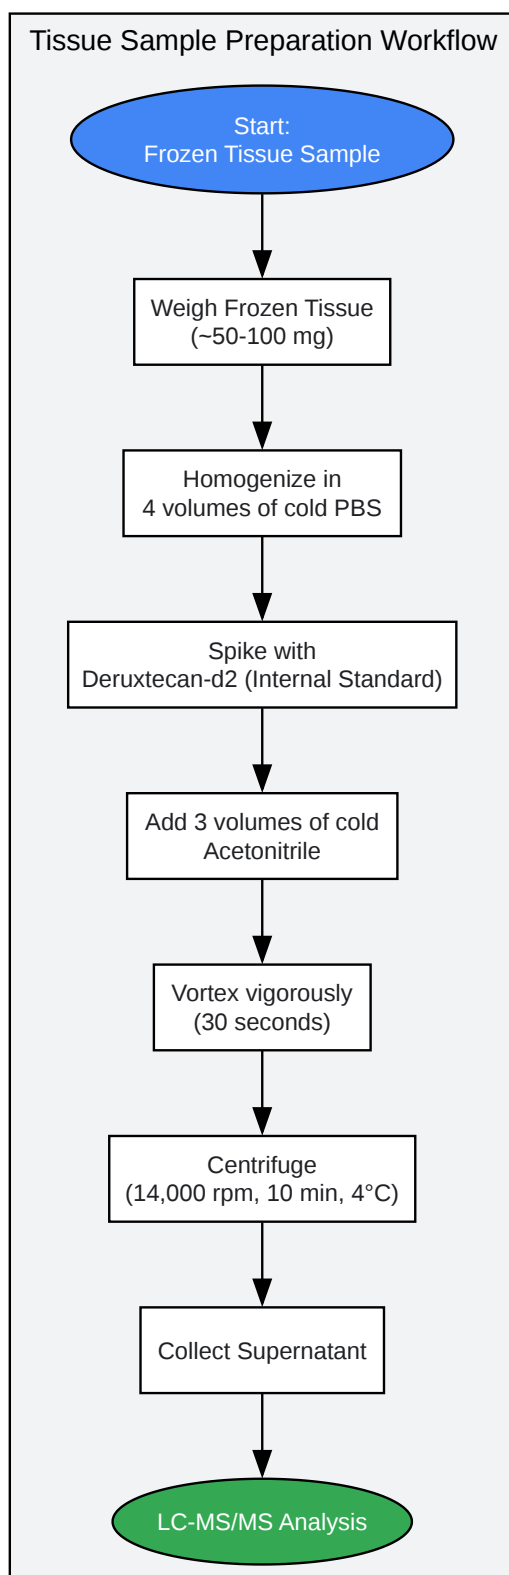 Tissue Sample Preparation Workflow
Start:
Frozen Tissue Sample
Weigh Frozen Tissue
(~50-100 mg)
Homogenize in
4 volumes of cold PBS
Spike with
Deruxtecan-d2 (Internal Standard)
Add 3 volumes of cold
Acetonitrile
Vortex vigorously
(30 seconds)
Centrifuge
(14,000 rpm, 10 min, 4°C)
Collect Supernatant
LC-MS/MS Analysis